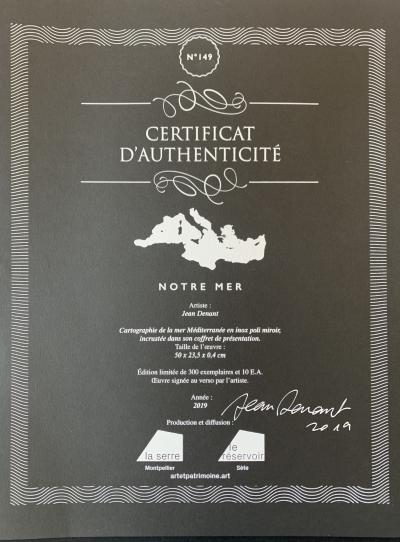 N°149
CERTIFICAT
D'AUTHENTICITÉ
NOTRE MER
Artiste :
Jean Denant
Cartographie de la mer Méditerranée en inox poli miroir,
incrustée dans son coffret de présentation.
Taille de l'œuvre :
50 x 23,5 x 0,4 cm
Édition limitée de 300 exemplaires et 10 E.A.
Œuvre signée au verso par l'artiste.
Année :
2019
Jean Denant
2019
Production et diffusion :
la serre
Montpellier
le réservoir
Sète
artetpatrimoine.art